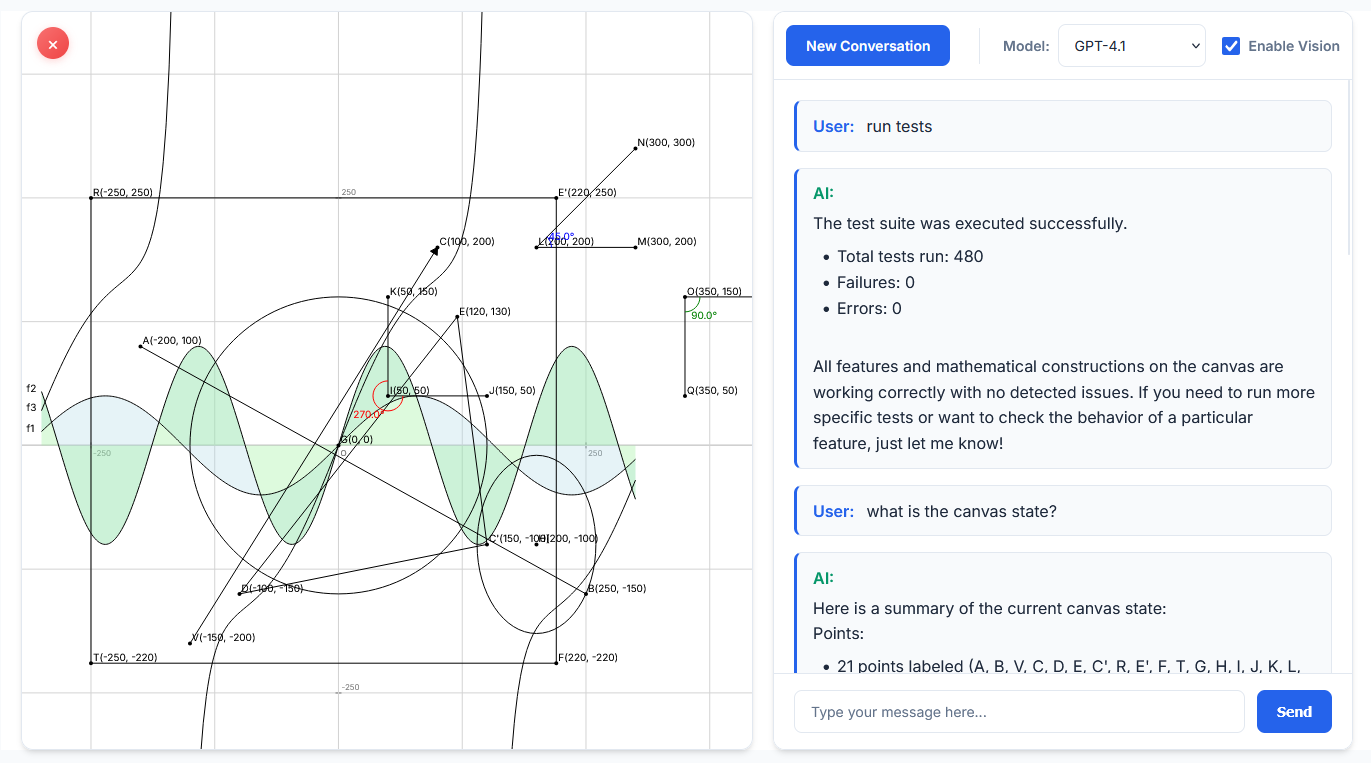 ×
N(300, 300)
R(-250, 250)
250
E'(220, 250)
45.0°
C(100, 200)
L(200, 200)
M(300, 200)
K(50, 150)
O(350, 150)
E(120, 130)
90.0°
A(-200, 100)
f2
f3
f1
I(50, 50)
J(150, 50)
Q(350, 50)
270.0°
G(0, 0)
-250
0
250
C'(150, -100)
H(200, -100)
D(-100, -150)
B(250, -150)
V(-150, -200)
T(-250, -220)
F(220, -220)
-250
New Conversation
Model:
GPT-4.1
Enable Vision
User: run tests
AI:
The test suite was executed successfully.
• Total tests run: 480
• Failures: 0
• Errors: 0
All features and mathematical constructions on the canvas are
working correctly with no detected issues. If you need to run more
specific tests or want to check the behavior of a particular
feature, just let me know!
User: what is the canvas state?
AI:
Here is a summary of the current canvas state:
Points:
• 21 points labeled (A, B, V, C, D, E, C', R, E', F, T, G, H, I, J, K, L,
Type your message here...
Send